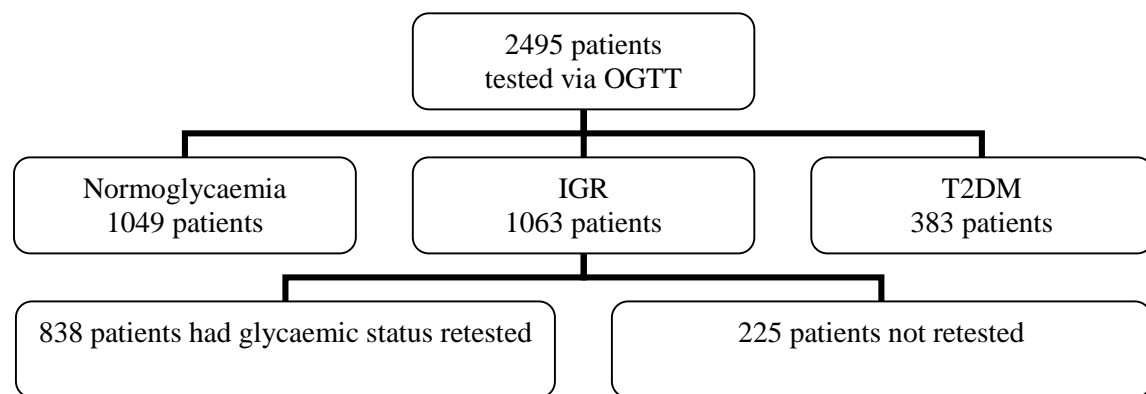 2495 patients
tested via OGTT
Normoglycaemia
1049 patients
IGR
1063 patients
T2DM
383 patients
838 patients had glycaemic status retested
225 patients not retested